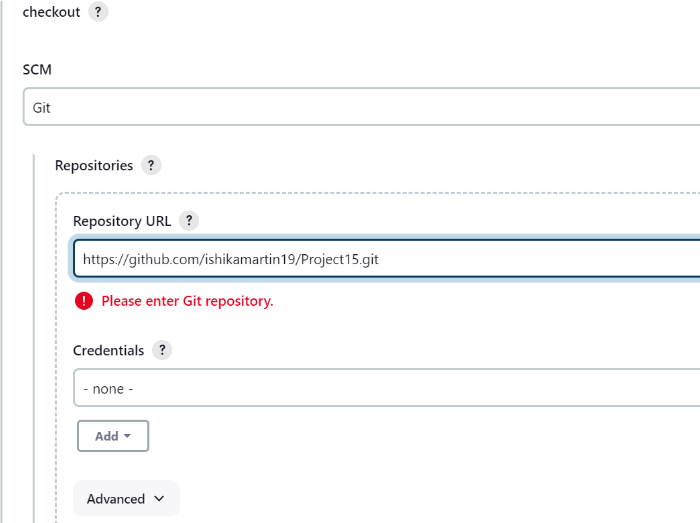 checkout ?
SCM
Git
Repositories ?
Repository URL ?
https://github.com/ishikamartin19/Project15.git
! Please enter Git repository.
Credentials ?
- none -
Add
Advanced